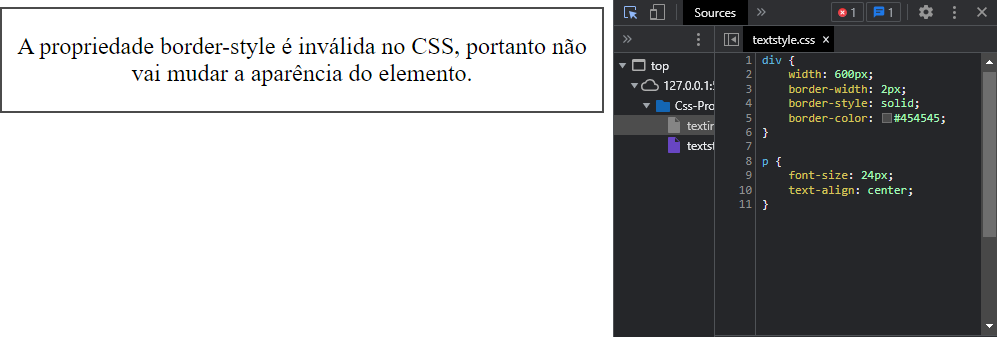 A propriedade border-style é inválida no CSS, portanto não
vai mudar a aparência do elemento.
Sources » 1 1
» textstyle.css ×
top
127.0.0.1:5
Css-Pro
textir
textst
1 div {
2 width: 600px;
3 border-width: 2px;
4 border-style: solid;
5 border-color: #454545;
6 }
7
8 p {
9 font-size: 24px;
10 text-align: center;
11 }